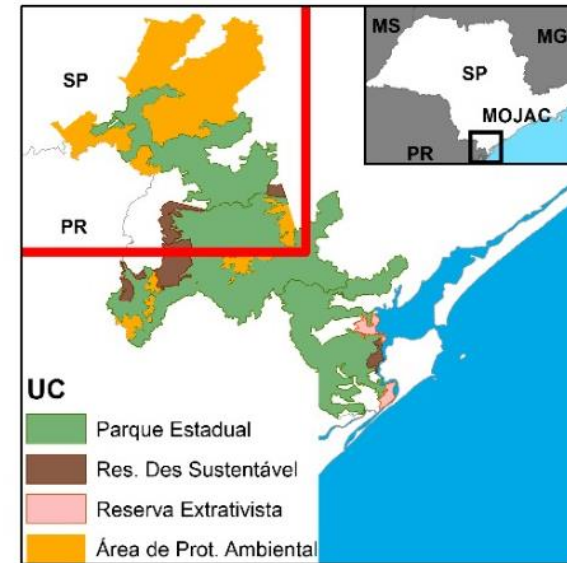 SP
PR
MS
MG
SP
MOJAC
PR
UC
Parque Estadual
Res. Des Sustentável
Reserva Extrativista
Área de Prot. Ambiental